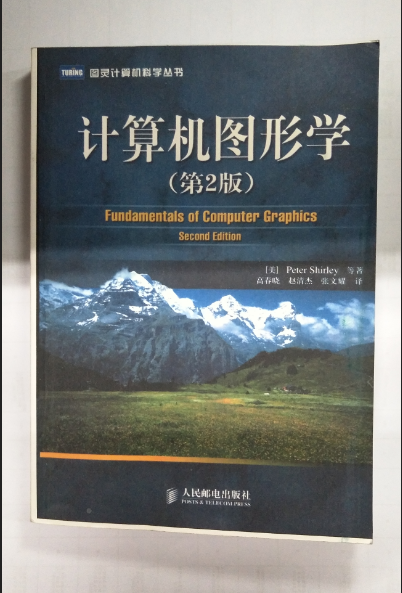 TURING 图灵计算机科学丛书
计算机图形学
（第2版）
Fundamentals of Computer Graphics
Second Edition
［美］ Peter Shirley 等著
高春晓 赵清杰 张文耀 译
人民邮电出版社
POSTS & TELECOM PRESS